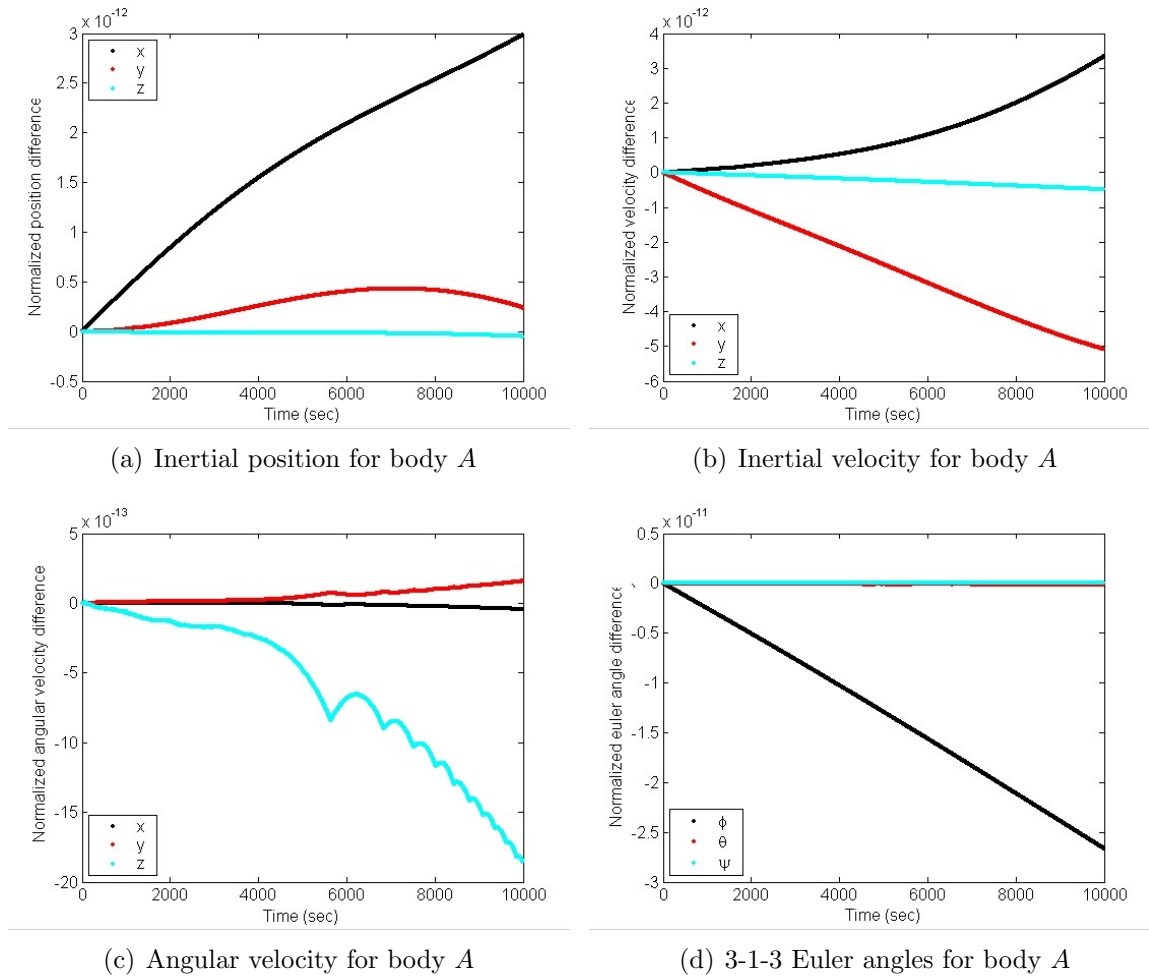 x 10-12
3
2.5
2
1.5
1
0.5
0
-0.5
Normalized position difference
x
y
z
0 2000 4000 6000 8000 10000
Time (sec)
(a) Inertial position for body A
x 10-12
4
3
2
1
0
-1
-2
-3
-4
-5
-6
Normalized velocity difference
x
y
z
0 2000 4000 6000 8000 10000
Time (sec)
(b) Inertial velocity for body A
x 10-13
5
0
-5
-10
-15
-20
Normalized angular velocity difference
x
y
z
0 2000 4000 6000 8000 10000
Time (sec)
(c) Angular velocity for body A
x 10-11
0.5
0
-0.5
-1
-1.5
-2
-2.5
-3
Normalized euler angle difference
ϕ
θ
ψ
0 2000 4000 6000 8000 10000
Time (sec)
(d) 3-1-3 Euler angles for body A